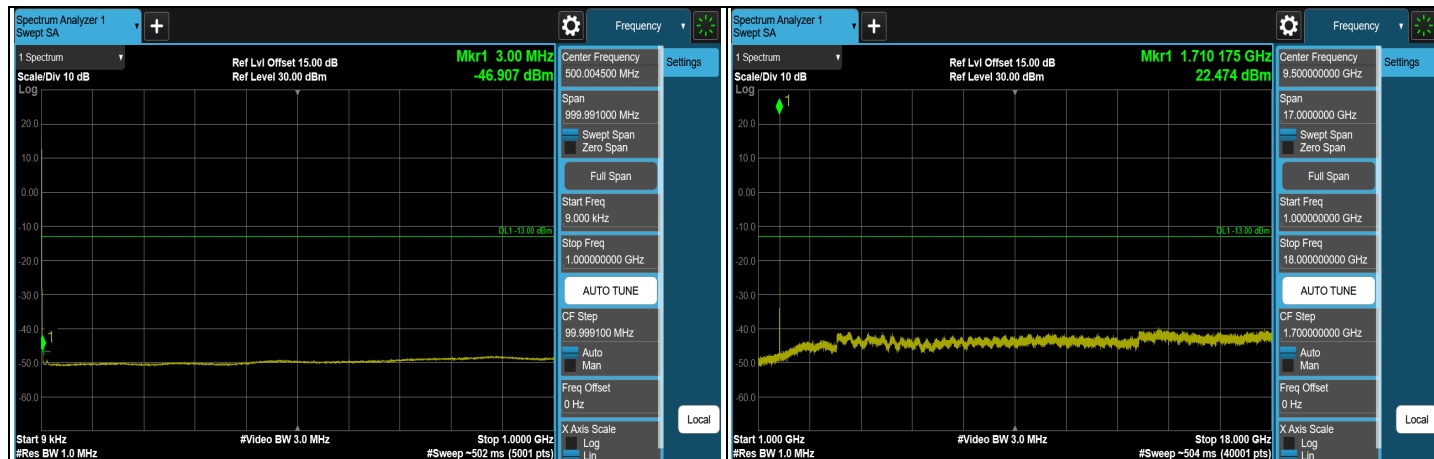 Spectrum Analyzer 1
Swept SA
+
Frequency
1 Spectrum
Ref Lvl Offset 15.00 dB
Mkr1 3.00 MHz
Scale/Div 10 dB
Ref Level 30.00 dBm
-46.907 dBm
Log
1
20.0
10.0
0.00
-10.0
DL1 -13.00 dBm
-20.0
-30.0
-40.0
-50.0
-60.0
Start 9 kHz
#Video BW 3.0 MHz
Stop 1.0000 GHz
#Res BW 1.0 MHz
#Sweep ~502 ms (5001 pts)
Center Frequency
500.004500 MHz
Settings
Span
999.991000 MHz
Swept Span
Zero Span
Full Span
Start Freq
9.000 kHz
Stop Freq
1.000000000 GHz
AUTO TUNE
CF Step
99.999100 MHz
Auto
Man
Freq Offset
0 Hz
Local
X Axis Scale
Log
Lin
Spectrum Analyzer 1
Swept SA
+
Frequency
1 Spectrum
Ref Lvl Offset 15.00 dB
Mkr1 1.710 175 GHz
Scale/Div 10 dB
Ref Level 30.00 dBm
22.474 dBm
Log
1
20.0
10.0
0.00
-10.0
DL1 -13.00 dBm
-20.0
-30.0
-40.0
-50.0
-60.0
Start 1.000 GHz
#Video BW 3.0 MHz
Stop 18.000 GHz
#Res BW 1.0 MHz
#Sweep ~504 ms (40001 pts)
Center Frequency
9.500000000 GHz
Settings
Span
17.0000000 GHz
Swept Span
Zero Span
Full Span
Start Freq
1.000000000 GHz
Stop Freq
18.000000000 GHz
AUTO TUNE
CF Step
1.700000000 GHz
Auto
Man
Freq Offset
0 Hz
Local
X Axis Scale
Log
Lin